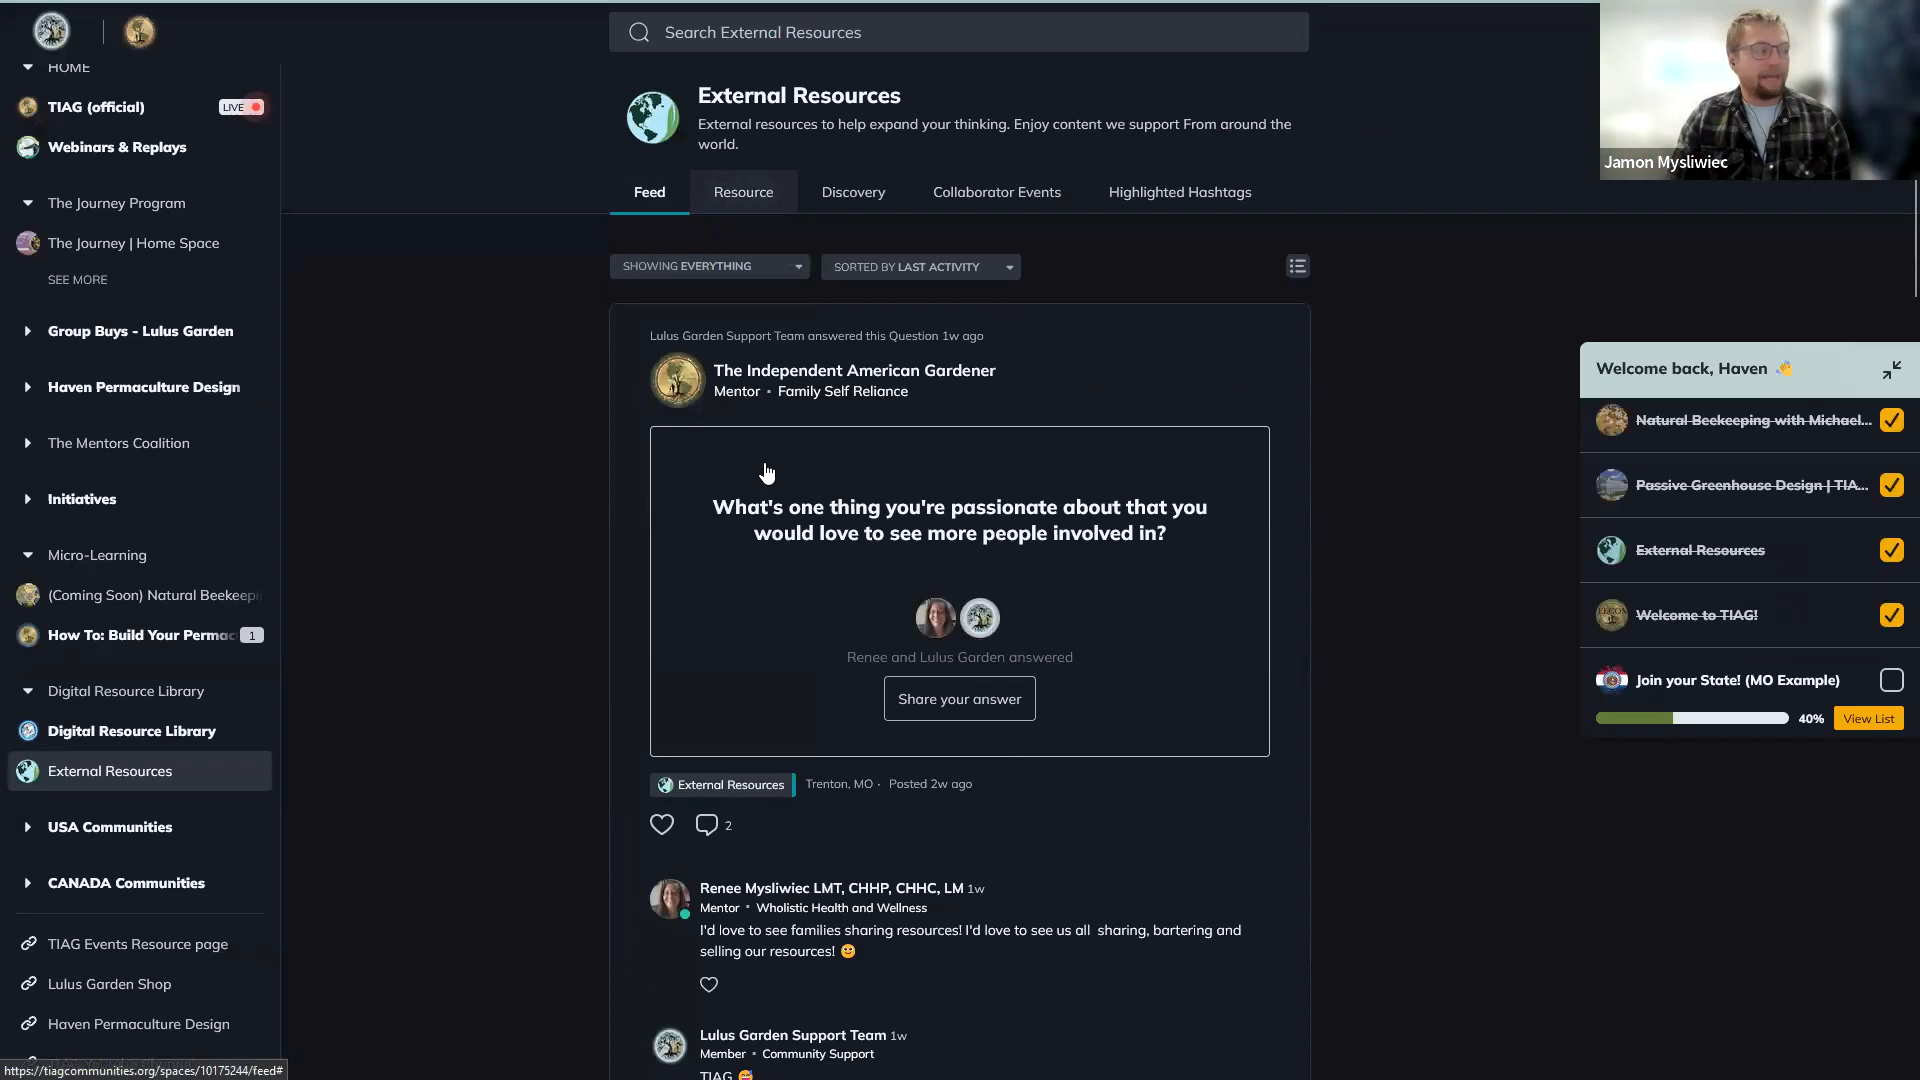 HOME
TIAG (official)
LIVE
Webinars & Replays
The Journey Program
The Journey | Home Space
SEE MORE
Group Buys - Lulus Garden
Haven Permaculture Design
The Mentors Coalition
Initiatives
Micro-Learning
(Coming Soon) Natural Beekeepi
How To: Build Your Permac
1
Digital Resource Library
Digital Resource Library
External Resources
USA Communities
CANADA Communities
TIAG Events Resource page
Lulus Garden Shop
Haven Permaculture Design
https://tiagcommunities.org/spaces/10175244/feed#
Search External Resources
External Resources
External resources to help expand your thinking. Enjoy content we support From around the
world.
Feed
Resource
Discovery
Collaborator Events
Highlighted Hashtags
SHOWING EVERYTHING
SORTED BY LAST ACTIVITY
Lulus Garden Support Team answered this Question 1w ago
The Independent American Gardener
Mentor • Family Self Reliance
What's one thing you're passionate about that you
would love to see more people involved in?
Renee and Lulus Garden answered
Share your answer
External Resources
Trenton, MO · Posted 2w ago
2
Renee Mysliwiec LMT, CHHP, CHHC, LM 1w
Mentor • Wholistic Health and Wellness
I'd love to see families sharing resources! I'd love to see us all sharing, bartering and
selling our resources! 🙂
Lulus Garden Support Team 1w
Member • Community Support
TIAG 🥰
Jamon Mysliwiec
Welcome back, Haven 👋
Natural Beekeeping with Michael...
Passive Greenhouse Design | TIA...
External Resources
Welcome to TIAG!
Join your State! (MO Example)
40%
View List